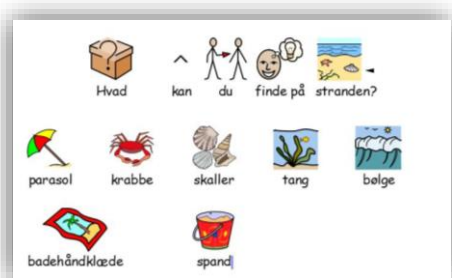 Hvad kan du finde på stranden?
parasol krabbe skaller tang bølge
badehåndklæde spand